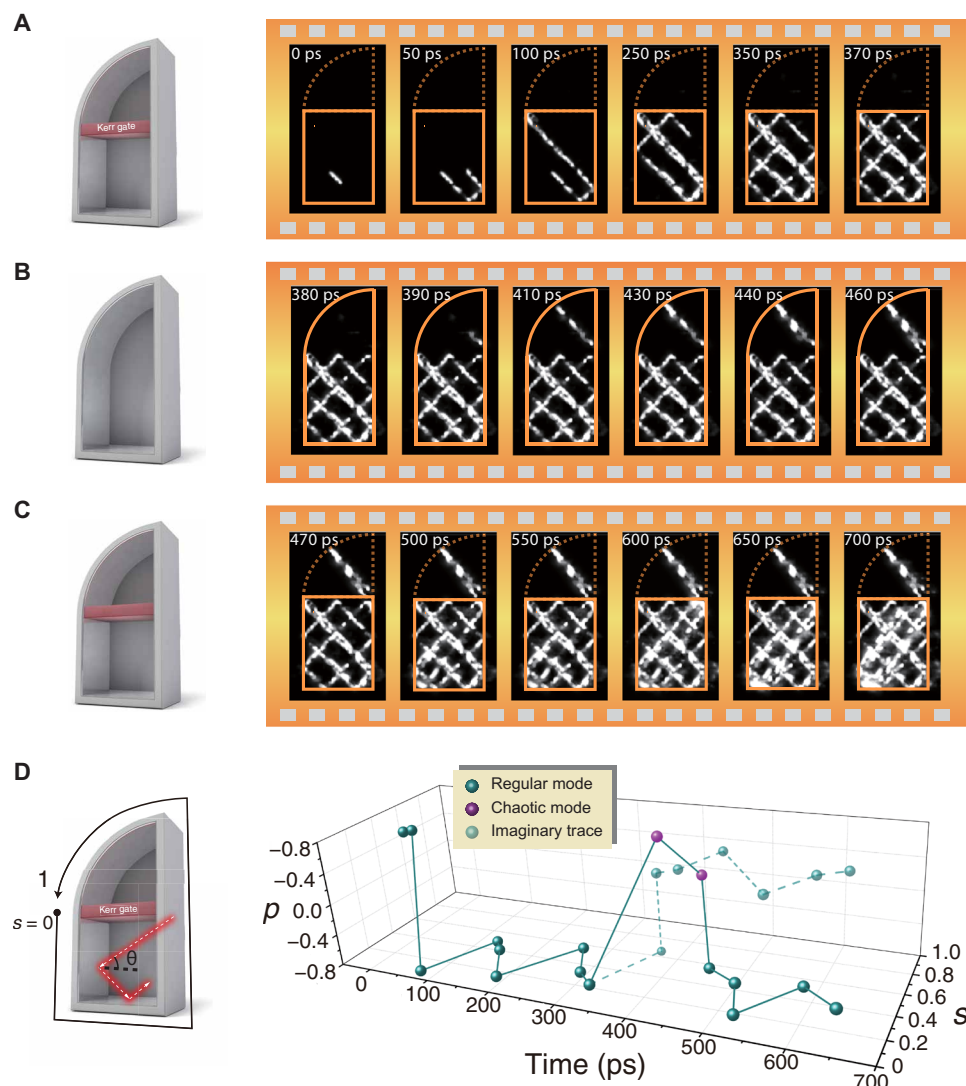 A
Kerr gate
0 ps
50 ps
100 ps
250 ps
350 ps
370 ps
B
380 ps
390 ps
410 ps
430 ps
440 ps
460 ps
C
470 ps
500 ps
550 ps
600 ps
650 ps
700 ps
D
1
s = 0
Kerr gate
θ
Regular mode
Chaotic mode
Imaginary trace
p
−0.8
−0.4
0.0
−0.4
−0.8
0
100
200
300
400
500
600
700
Time (ps)
1.0
0.8
0.6
0.4
0.2
0
s